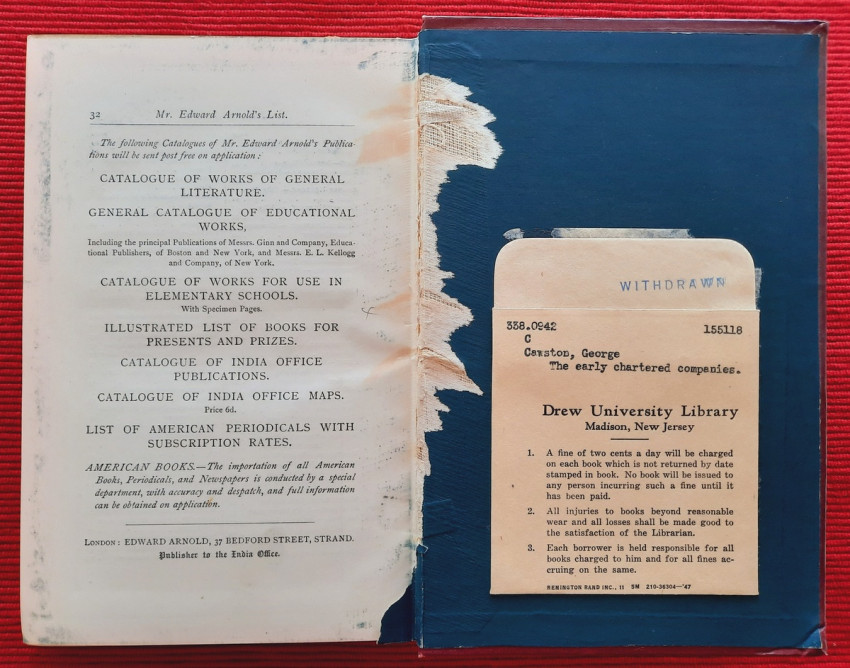 32 Mr. Edward Arnold's List.
The following Catalogues of Mr. Edward Arnold's Publica-
tions will be sent post free on application:
CATALOGUE OF WORKS OF GENERAL
LITERATURE.
GENERAL CATALOGUE OF EDUCATIONAL
WORKS,
Including the principal Publications of Messrs. Ginn and Company, Educa-
tional Publishers, of Boston and New York, and Messrs. E. L. Kellogg
and Company, of New York.
CATALOGUE OF WORKS FOR USE IN
ELEMENTARY SCHOOLS.
With Specimen Pages.
ILLUSTRATED LIST OF BOOKS FOR
PRESENTS AND PRIZES.
CATALOGUE OF INDIA OFFICE
PUBLICATIONS.
CATALOGUE OF INDIA OFFICE MAPS.
Price 6d.
LIST OF AMERICAN PERIODICALS WITH
SUBSCRIPTION RATES.
AMERICAN BOOKS.—The importation of all American
Books, Periodicals, and Newspapers is conducted by a special
department, with accuracy and despatch, and full information
can be obtained on application.
LONDON: EDWARD ARNOLD, 37 BEDFORD STREET, STRAND.
Publisher to the India Office.
WITHDRAWN
338.0942 155118
C
Cawston, George
The early chartered companies.
Drew University Library
Madison, New Jersey
1. A fine of two cents a day will be charged
on each book which is not returned by date
stamped in book. No book will be issued to
any person incurring such a fine until it
has been paid.
2. All injuries to books beyond reasonable
wear and all losses shall be made good to
the satisfaction of the Librarian.
3. Each borrower is held responsible for all
books charged to him and for all fines ac-
cruing on the same.
REMINGTON RAND INC., II 5M 210-36304—'47